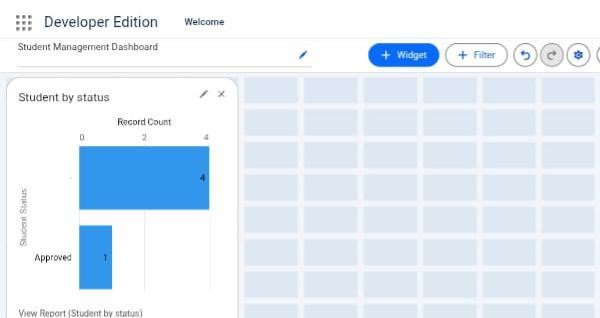 Developer Edition Welcome
Student Management Dashboard
+ Widget + Filter
Student by status
Record Count
0 2 4
Student Status
- 4
Approved 1
View Report (Student by status)